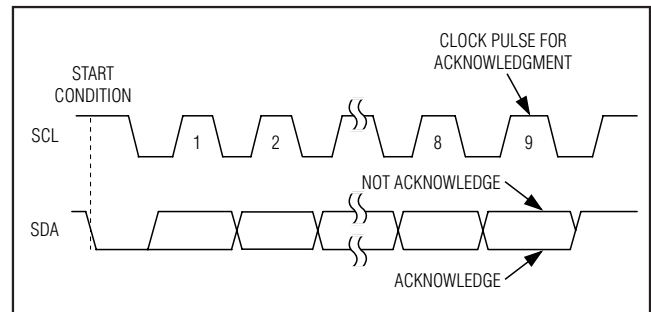 CLOCK PULSE FOR
ACKNOWLEDGMENT
START
CONDITION
SCL
1 2 8 9
NOT ACKNOWLEDGE
SDA
ACKNOWLEDGE